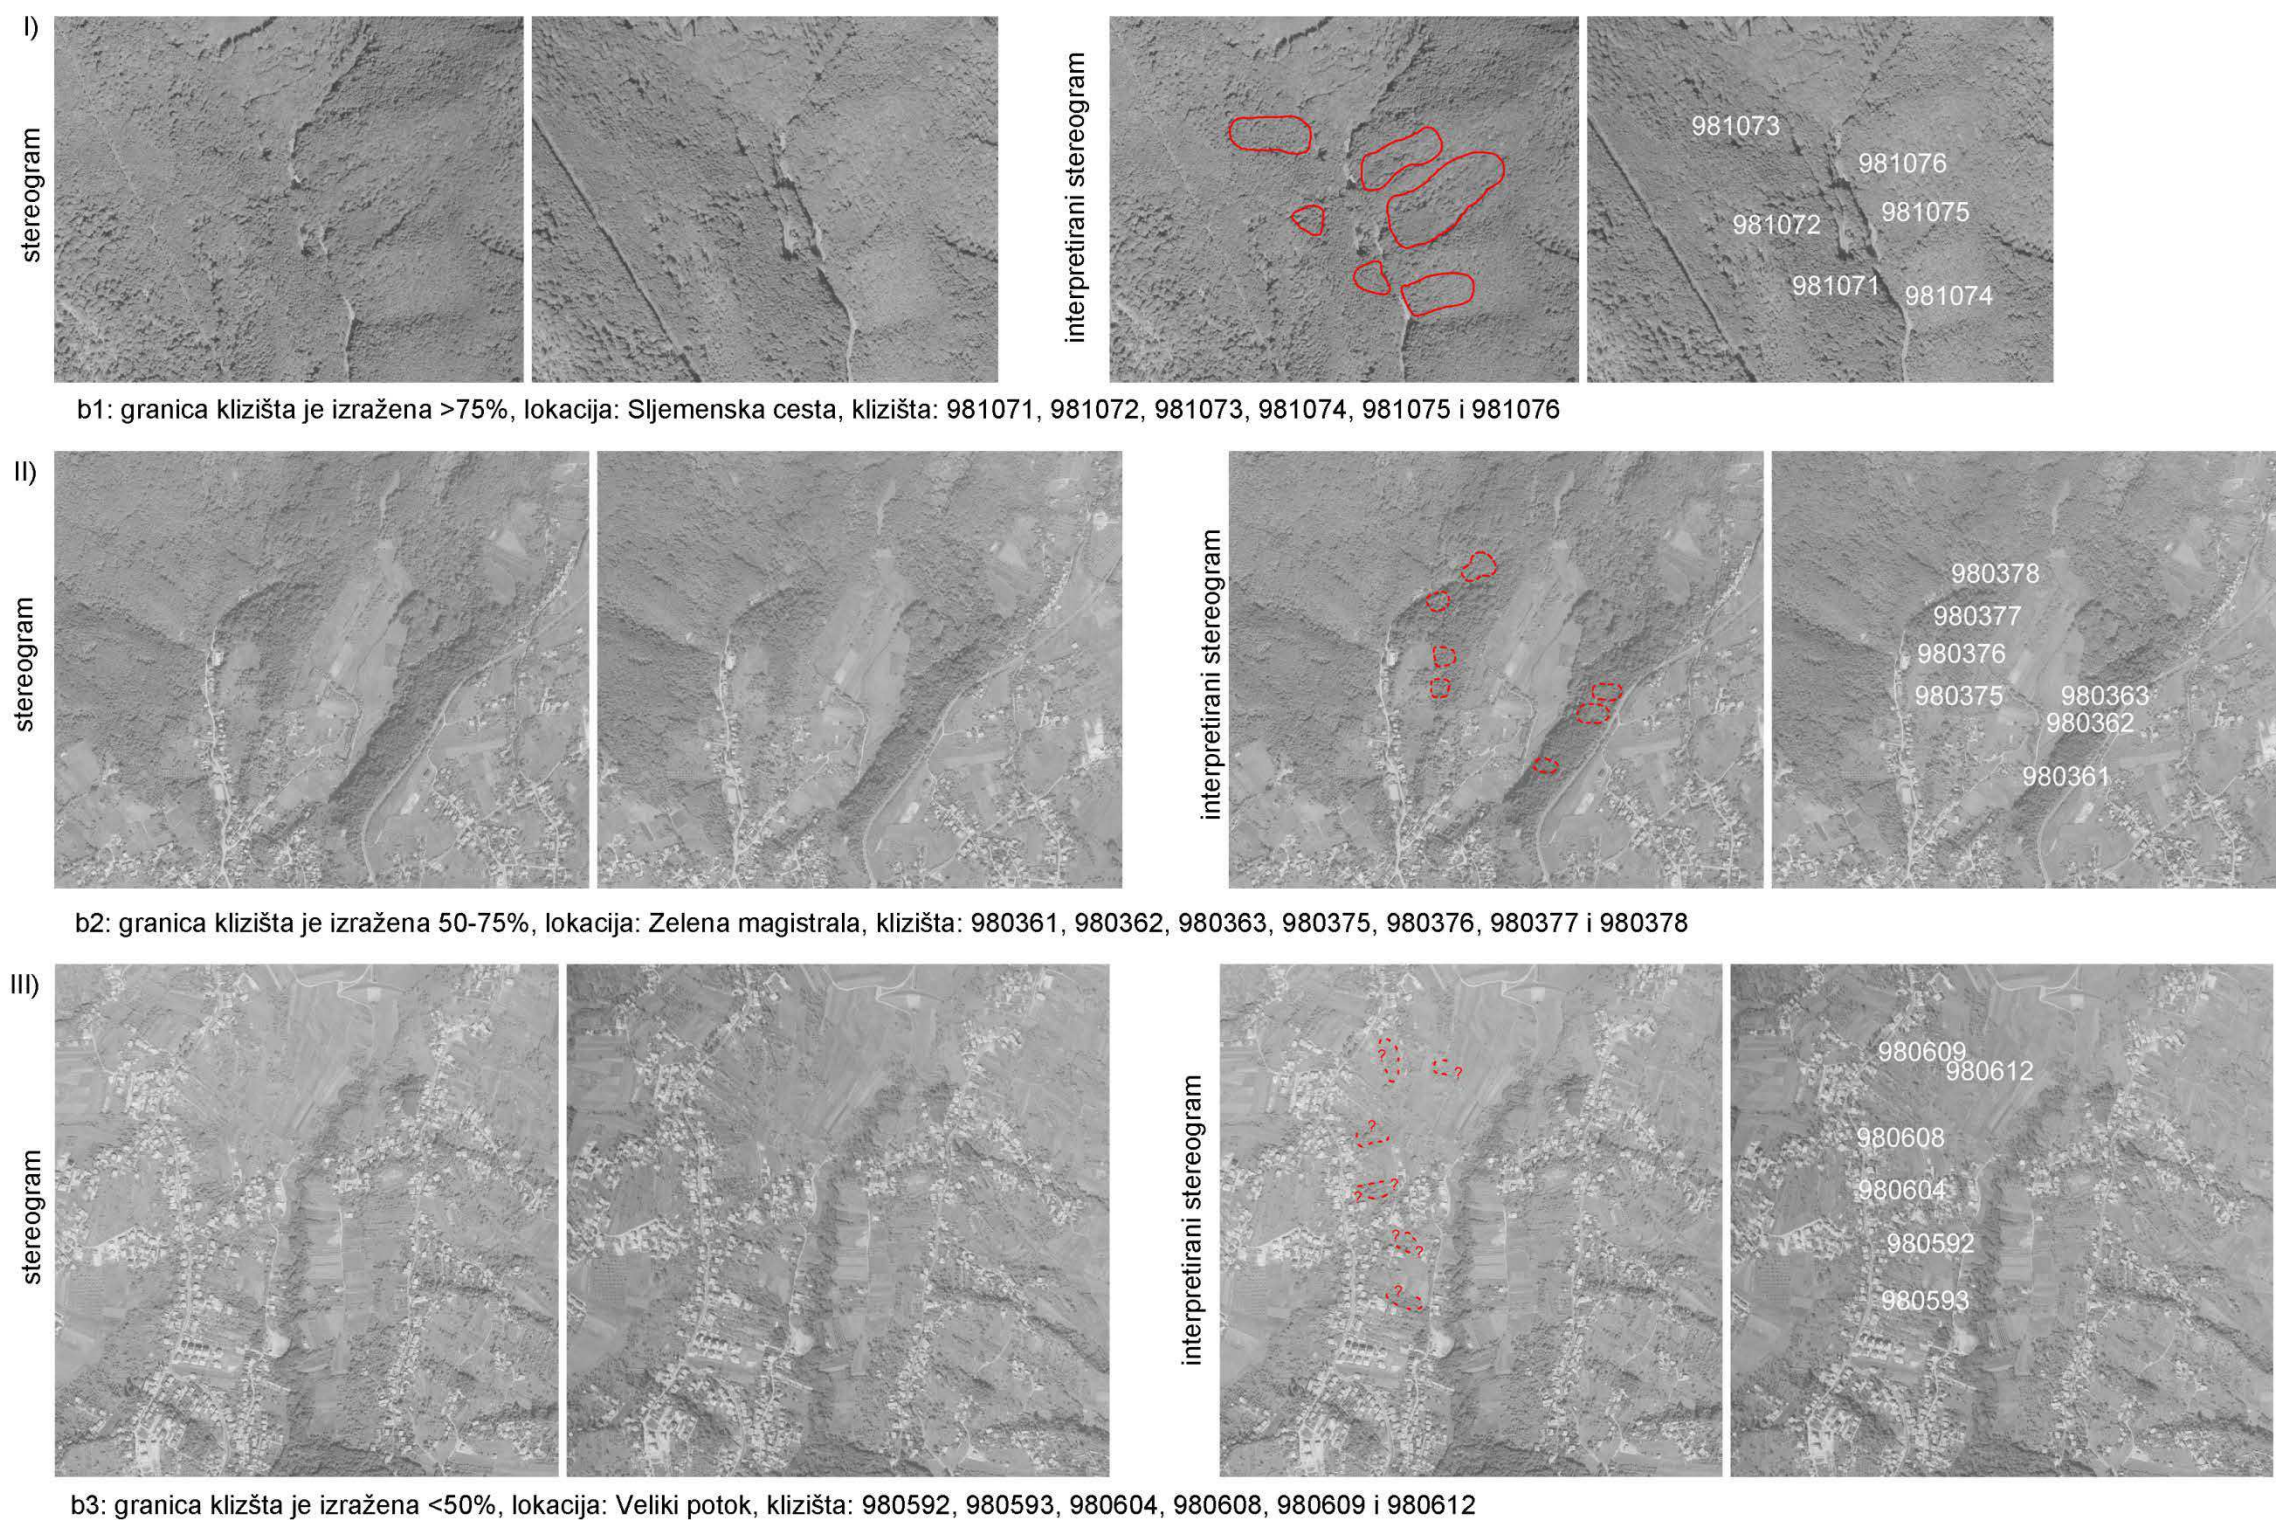 I)
stereogram
interpretirani stereogram
981073
981076
981075
981072
981071
981074
b1: granica klizišta je izražena >75%, lokacija: Sljemenska cesta, klizišta: 981071, 981072, 981073, 981074, 981075 i 981076
II)
stereogram
interpretirani stereogram
980378
980377
980376
980375
980363
980362
980361
b2: granica klizišta je izražena 50-75%, lokacija: Zelena magistrala, klizišta: 980361, 980362, 980363, 980375, 980376, 980377 i 980378
III)
stereogram
interpretirani stereogram
?
?
?
?
?
?
?
?
980609
980612
980608
980604
980592
980593
b3: granica klizšta je izražena <50%, lokacija: Veliki potok, klizišta: 980592, 980593, 980604, 980608, 980609 i 980612